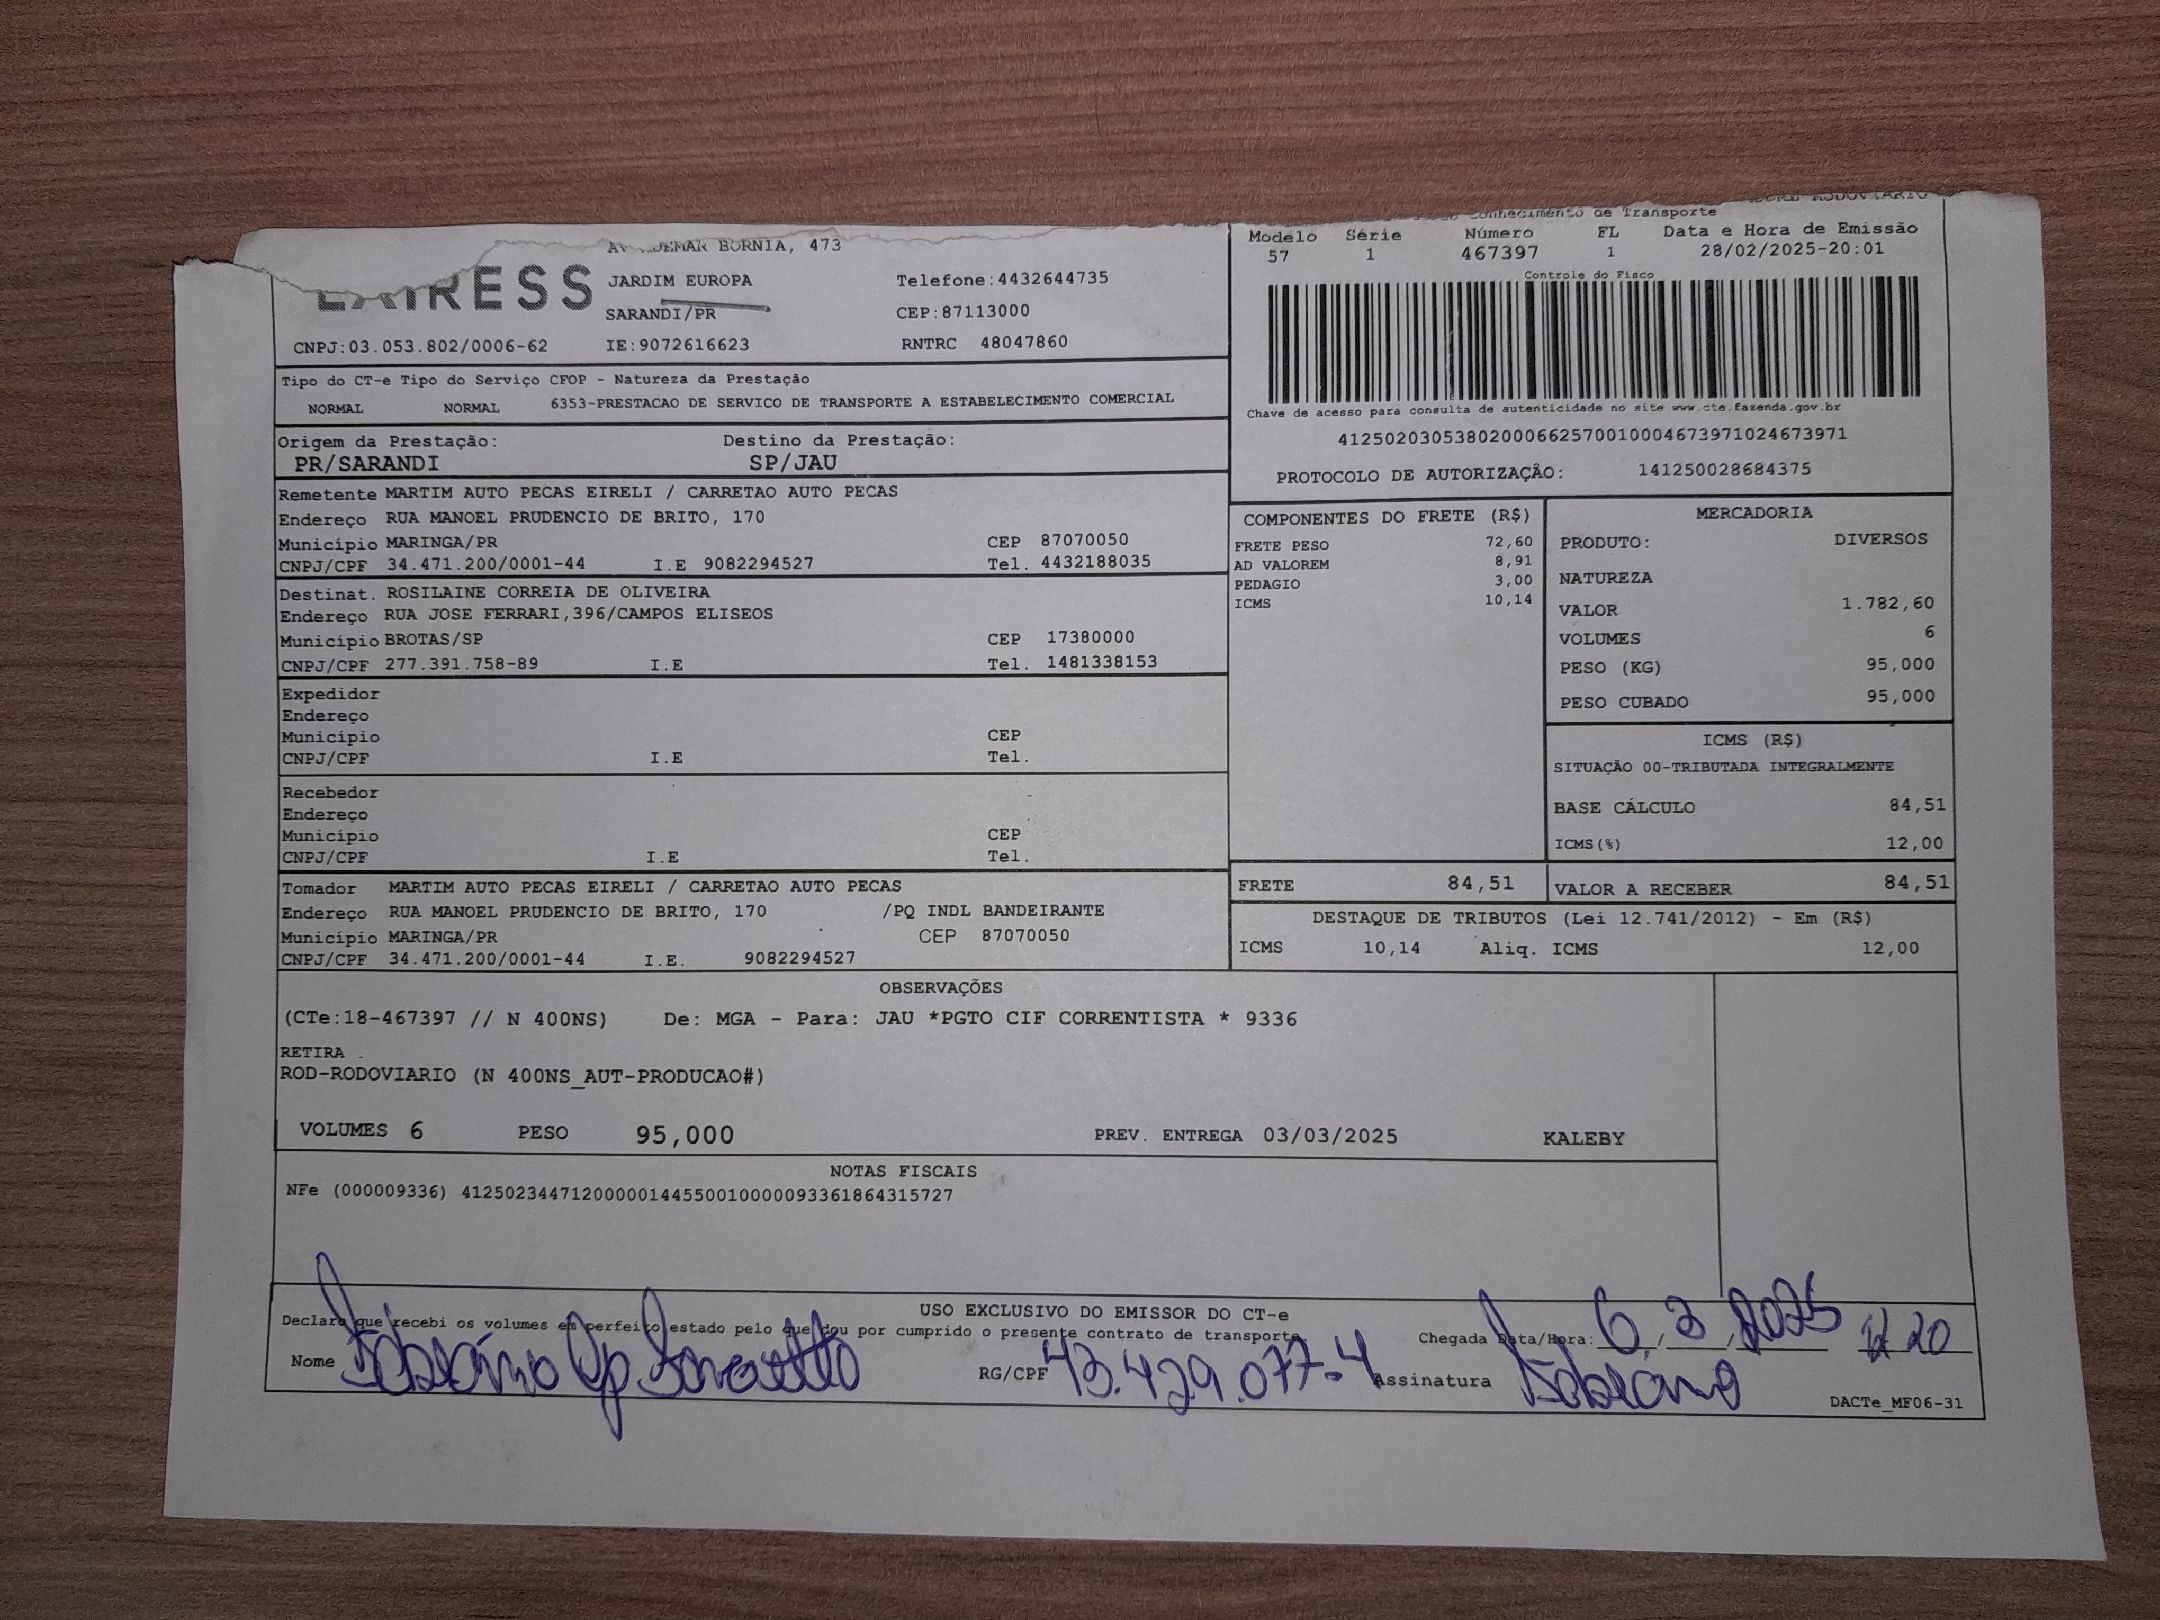 DEMAR BORNIA, 473
JARDIM EUROPA Telefone:4432644735
SARANDI/PR CEP:87113000
CNPJ:03.053.802/0006-62 IE:9072616623 RNTRC 48047860
Conhecimento de Transporte
Modelo Série Número FL Data e Hora de Emissão
57 1 467397 1 28/02/2025-20:01
Controle do Fisco
Chave de acesso para consulta de autenticidade no site www.cte.fazenda.gov.br
41250203053802000662570010004673971024673971
PROTOCOLO DE AUTORIZAÇÃO: 141250028684375
Tipo do CT-e Tipo do Serviço CFOP - Natureza da Prestação
NORMAL NORMAL 6353-PRESTACAO DE SERVICO DE TRANSPORTE A ESTABELECIMENTO COMERCIAL
Origem da Prestação: Destino da Prestação:
PR/SARANDI SP/JAU
Remetente MARTIM AUTO PECAS EIRELI / CARRETAO AUTO PECAS
Endereço RUA MANOEL PRUDENCIO DE BRITO, 170
Município MARINGA/PR CEP 87070050
CNPJ/CPF 34.471.200/0001-44 I.E 9082294527 Tel. 4432188035
Destinat. ROSILAINE CORREIA DE OLIVEIRA
Endereço RUA JOSE FERRARI,396/CAMPOS ELISEOS
Município BROTAS/SP CEP 17380000
CNPJ/CPF 277.391.758-89 I.E Tel. 1481338153
Expedidor
Endereço
Município CEP
CNPJ/CPF I.E Tel.
Recebedor
Endereço
Município CEP
CNPJ/CPF I.E Tel.
Tomador MARTIM AUTO PECAS EIRELI / CARRETAO AUTO PECAS
Endereço RUA MANOEL PRUDENCIO DE BRITO, 170 /PQ INDL BANDEIRANTE
Município MARINGA/PR CEP 87070050
CNPJ/CPF 34.471.200/0001-44 I.E. 9082294527
COMPONENTES DO FRETE (R$)
FRETE PESO 72,60
AD VALOREM 8,91
PEDAGIO 3,00
ICMS 10,14
MERCADORIA
PRODUTO: DIVERSOS
NATUREZA
VALOR 1.782,60
VOLUMES 6
PESO (KG) 95,000
PESO CUBADO 95,000
ICMS (R$)
SITUAÇÃO 00-TRIBUTADA INTEGRALMENTE
BASE CÁLCULO 84,51
ICMS(%) 12,00
FRETE 84,51 VALOR A RECEBER 84,51
DESTAQUE DE TRIBUTOS (Lei 12.741/2012) - Em (R$)
ICMS 10,14 Aliq. ICMS 12,00
OBSERVAÇÕES
(CTe:18-467397 // N 400NS) De: MGA - Para: JAU *PGTO CIF CORRENTISTA * 9336
RETIRA
ROD-RODOVIARIO (N 400NS_AUT-PRODUCAO#)
VOLUMES 6 PESO 95,000 PREV. ENTREGA 03/03/2025 KALEBY
NOTAS FISCAIS
NFe (000009336) 41250234471200000144550010000093361864315727
USO EXCLUSIVO DO EMISSOR DO CT-e
Declaro que recebi os volumes em perfeito estado pelo que dou por cumprido o presente contrato de transporte
Chegada Data/Hora: 6/3/2025 20
Nome RG/CPF 43.429.077-4 Assinatura
DACTe_MF06-31